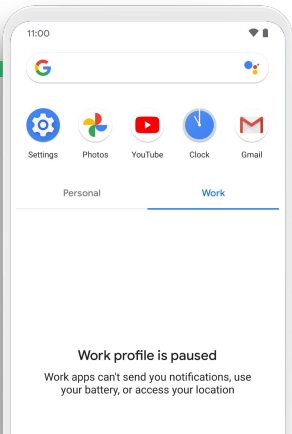 11:00
Settings Photos YouTube Clock Gmail
Personal Work
Work profile is paused
Work apps can't send you notifications, use
your battery, or access your location